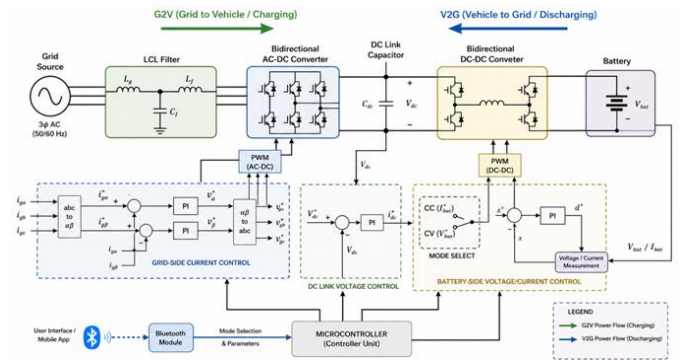 G2V (Grid to Vehicle / Charging)
V2G (Vehicle to Grid / Discharging)
Grid
Source
3φ AC
(50/60 Hz)
LCL Filter
Lg
Lf
Cf
Bidirectional
AC-DC Converter
DC Link
Capacitor
Cdc
+
Vdc
−
Bidirectional
DC-DC Conveter
Battery
+
Vbat
−
PWM
(AC-DC)
Vdc
PWM
(DC-DC)
iga
igb
igc
abc
to
αβ
PI
PI
αβ
to
abc
GRID-SIDE CURRENT CONTROL
V*dc
+
−
PI
i*dc
Vdc
DC LINK VOLTAGE CONTROL
CC (I*bat)
CV (V*bat)
MODE SELECT
x*
PI
d*
x
Voltage / Current
Measurement
BATTERY-SIDE VOLTAGE/CURRENT CONTROL
Vbat / Ibat
User Interface /
Mobile App
Bluetooth
Module
Mode Selection
& Parameters
MICROCONTROLLER
(Controller Unit)
LEGEND
G2V Power Flow (Charging)
V2G Power Flow (Discharging)